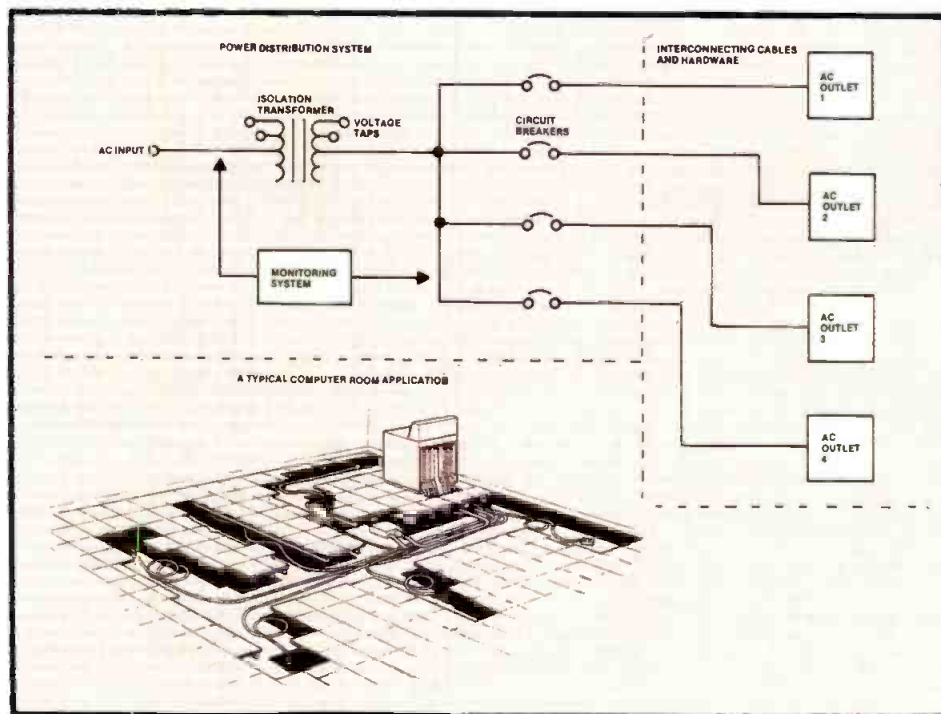 POWER DISTRIBUTION SYSTEM
INTERCONNECTING CABLES
AND HARDWARE
ISOLATION
TRANSFORMER
VOLTAGE
TAPS
AC INPUT
CIRCUIT
BREAKERS
MONITORING
SYSTEM
AC
OUTLET
1
AC
OUTLET
2
AC
OUTLET
3
AC
OUTLET
4
A TYPICAL COMPUTER ROOM APPLICATION